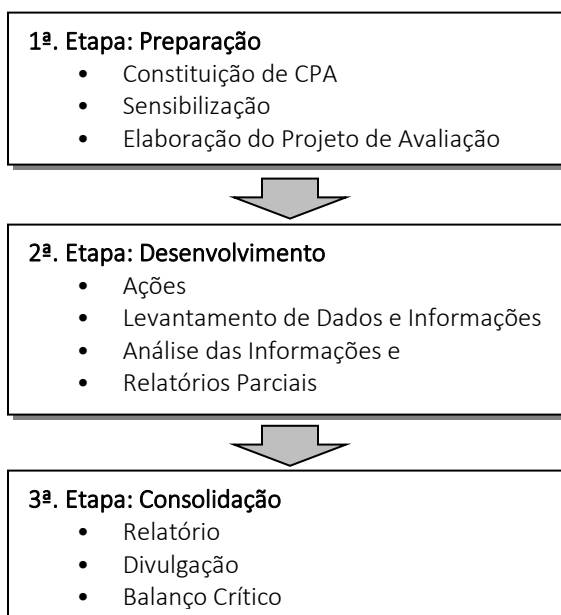 1ª. Etapa: Preparação
• Constituição de CPA
• Sensibilização
• Elaboração do Projeto de Avaliação
2ª. Etapa: Desenvolvimento
• Ações
• Levantamento de Dados e Informações
• Análise das Informações e
• Relatórios Parciais
3ª. Etapa: Consolidação
• Relatório
• Divulgação
• Balanço Crítico